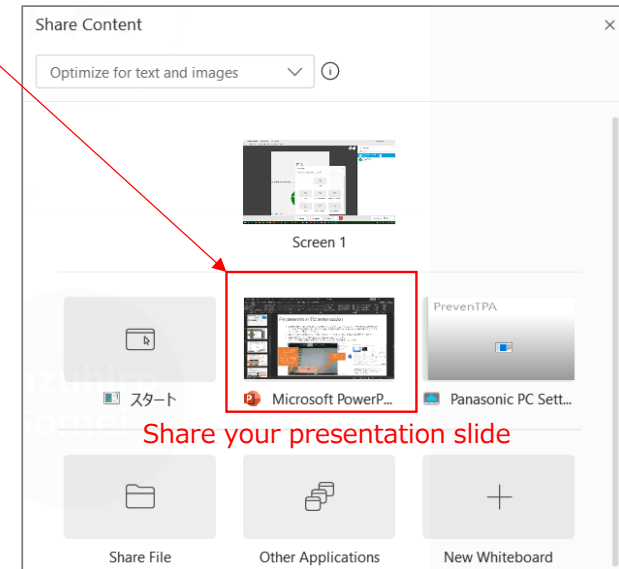 Share Content
Optimize for text and images
Screen 1
PrevenTPA
スタート
Microsoft PowerP...
Panasonic PC Sett...
Share your presentation slide
Share File
Other Applications
New Whiteboard